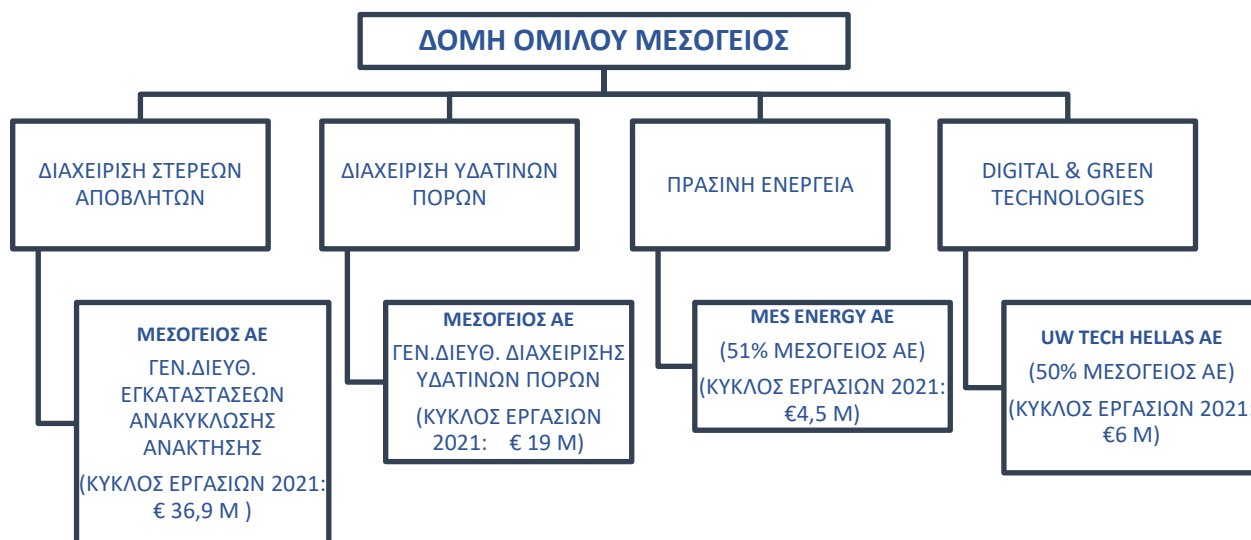 ΔΟΜΗ ΟΜΙΛΟΥ ΜΕΣΟΓΕΙΟΣ
ΔΙΑΧΕΙΡΙΣΗ ΣΤΕΡΕΩΝ
ΑΠΟΒΛΗΤΩΝ
ΔΙΑΧΕΙΡΙΣΗ ΥΔΑΤΙΝΩΝ
ΠΟΡΩΝ
ΠΡΑΣΙΝΗ ΕΝΕΡΓΕΙΑ
DIGITAL & GREEN
TECHNOLOGIES
ΜΕΣΟΓΕΙΟΣ ΑΕ
ΓΕΝ.ΔΙΕΥΘ.
ΕΓΚΑΤΑΣΤΑΣΕΩΝ
ΑΝΑΚΥΚΛΩΣΗΣ
ΑΝΑΚΤΗΣΗΣ
(ΚΥΚΛΟΣ ΕΡΓΑΣΙΩΝ 2021:
€ 36,9 Μ )
ΜΕΣΟΓΕΙΟΣ ΑΕ
ΓΕΝ.ΔΙΕΥΘ. ΔΙΑΧΕΙΡΙΣΗΣ
ΥΔΑΤΙΝΩΝ ΠΟΡΩΝ
(ΚΥΚΛΟΣ ΕΡΓΑΣΙΩΝ
2021: € 19 Μ)
MES ENERGY ΑΕ
(51% ΜΕΣΟΓΕΙΟΣ ΑΕ)
(ΚΥΚΛΟΣ ΕΡΓΑΣΙΩΝ 2021:
€4,5 Μ)
UW TECH HELLAS ΑΕ
(50% ΜΕΣΟΓΕΙΟΣ ΑΕ)
(ΚΥΚΛΟΣ ΕΡΓΑΣΙΩΝ 2021:
€6 Μ)